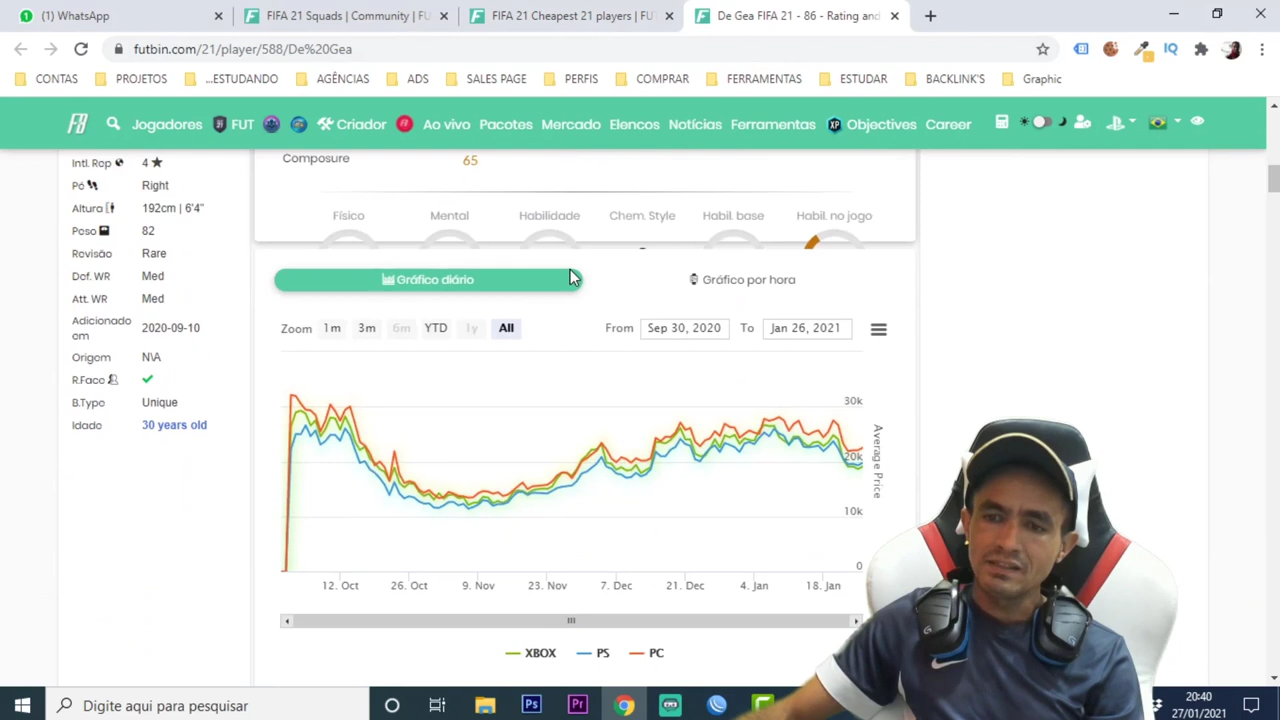 (1) WhatsApp
FIFA 21 Squads | Community | FU
FIFA 21 Cheapest 21 players | FUT
De Gea FIFA 21 - 86 - Rating and
futbin.com/21/player/588/De%20Gea
CONTAS
PROJETOS
...ESTUDANDO
AGÊNCIAS
ADS
SALES PAGE
PERFIS
COMPRAR
FERRAMENTAS
ESTUDAR
BACKLINK'S
Graphic
Jogadores
FUT
Criador
Ao vivo
Pacotes
Mercado
Elencos
Notícias
Ferramentas
XP Objectives
Career
Intl. Rep 4
Pé Right
Altura 192cm | 6'4"
Peso 82
Revisão Rare
Def. WR Med
Att. WR Med
Adicionado em 2020-09-10
Origem N\A
R.Face
B.Type Unique
Idade 30 years old
Composure 65
Físico
Mental
Habilidade
Chem. Style
Habil. base
Habil. no jogo
Gráfico diário
Gráfico por hora
Zoom 1m 3m 6m YTD 1y All
From Sep 30, 2020 To Jan 26, 2021
30k
20k
10k
0
Average Price
12. Oct
26. Oct
9. Nov
23. Nov
7. Dec
21. Dec
4. Jan
18. Jan
XBOX
PS
PC
Digite aqui para pesquisar
Ps
Pr
20:40
27/01/2021